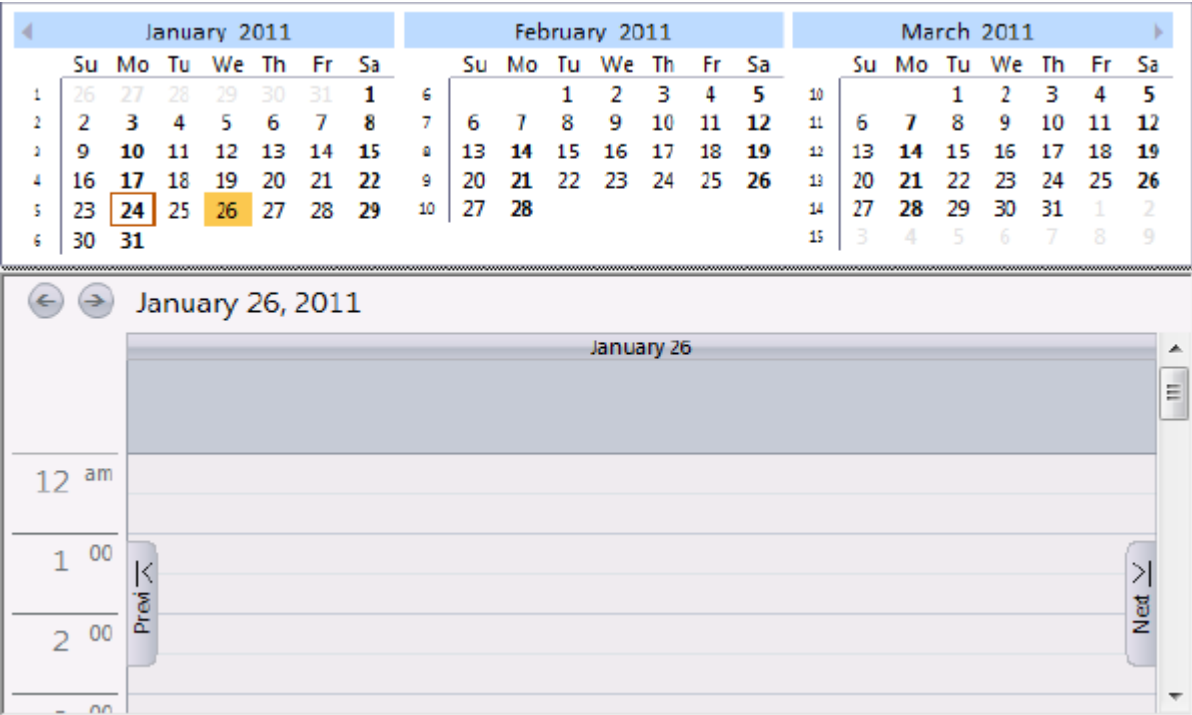 January 2011 February 2011 March 2011
Su Mo Tu We Th Fr Sa Su Mo Tu We Th Fr Sa Su Mo Tu We Th Fr Sa
1 26 27 28 29 30 31 1 6 1 2 3 4 5 10 1 2 3 4 5
2 2 3 4 5 6 7 8 7 6 7 8 9 10 11 12 11 6 7 8 9 10 11 12
3 9 10 11 12 13 14 15 8 13 14 15 16 17 18 19 12 13 14 15 16 17 18 19
4 16 17 18 19 20 21 22 9 20 21 22 23 24 25 26 13 20 21 22 23 24 25 26
5 23 24 25 26 27 28 29 10 27 28 14 27 28 29 30 31 1 2
6 30 31 15 3 4 5 6 7 8 9
January 26, 2011
January 26
12 am
1 00
2 00
Previ
Next